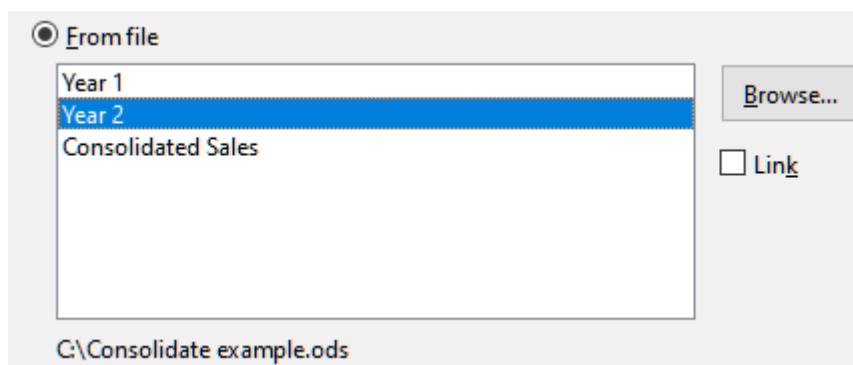 From file
Year 1
Year 2
Consolidated Sales
Browse...
Link
C:\Consolidate example.ods